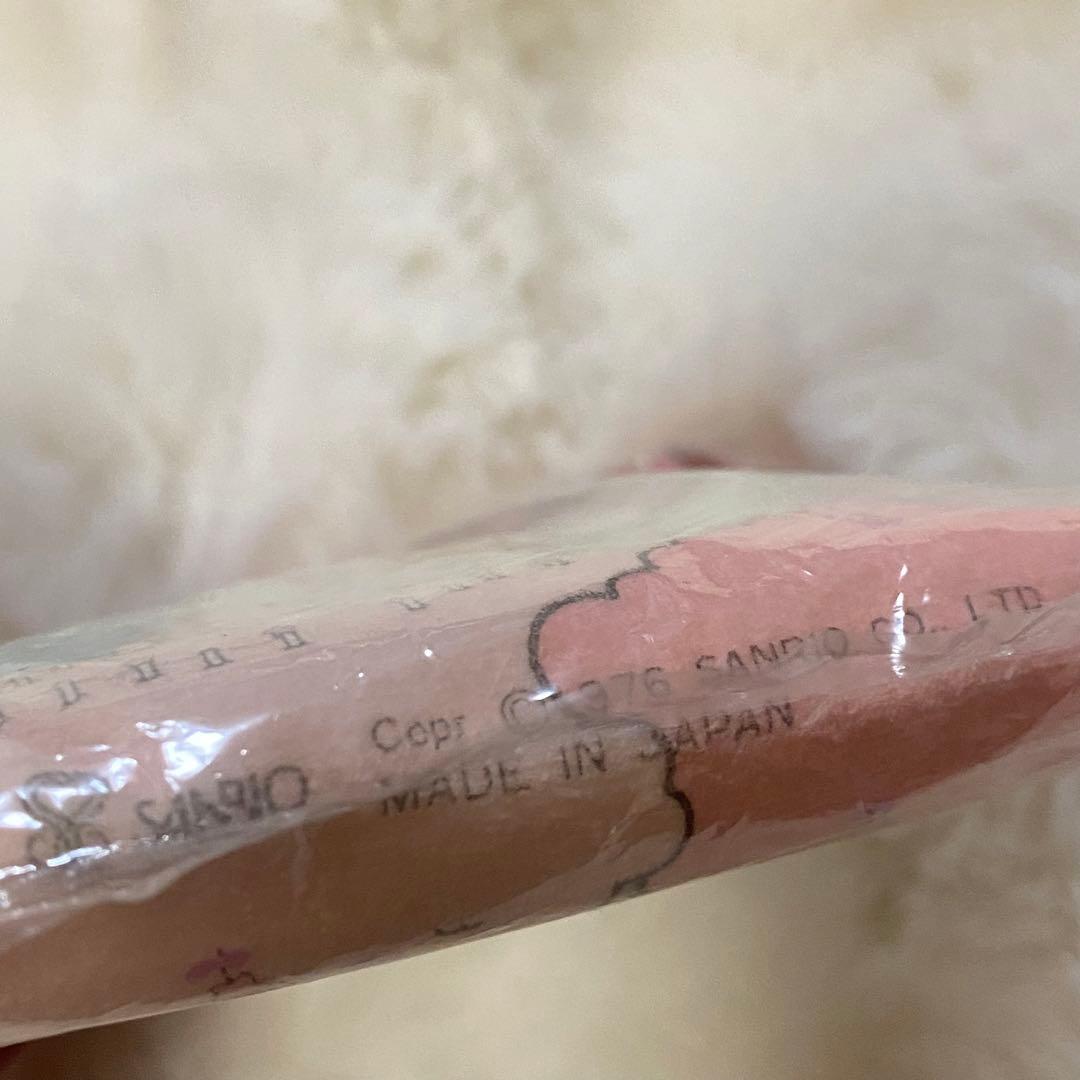 Copr. © 1976 SANRIO CO., LTD.
SANRIO MADE IN JAPAN